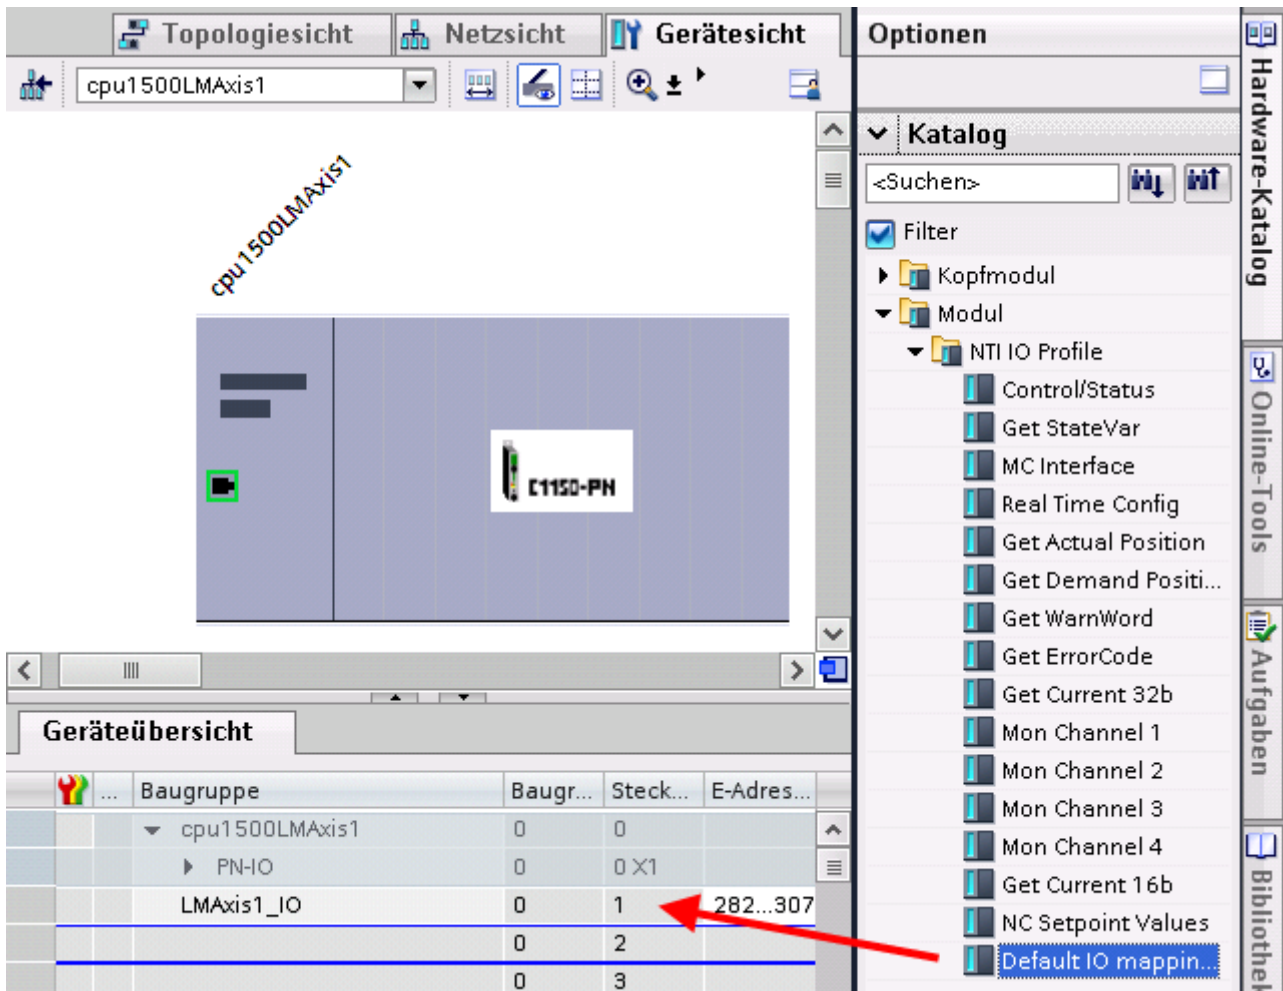 Topologiesicht Netzsicht Gerätesicht
cpu1500LMAxis1
cpu1500LMAxis1
C1150-PN
Geräteübersicht
... Baugruppe Baugr... Steck... E-Adres...
cpu1500LMAxis1 0 0
PN-IO 0 0 X1
LMAxis1_IO 0 1 282...307
0 2
0 3
Optionen
Katalog
<Suchen>
Filter
Kopfmodul
Modul
NTI IO Profile
Control/Status
Get StateVar
MC Interface
Real Time Config
Get Actual Position
Get Demand Positi...
Get WarnWord
Get ErrorCode
Get Current 32b
Mon Channel 1
Mon Channel 2
Mon Channel 3
Mon Channel 4
Get Current 16b
NC Setpoint Values
Default IO mappin...
Hardware-Katalog
Online-Tools
Aufgaben
Bibliothek